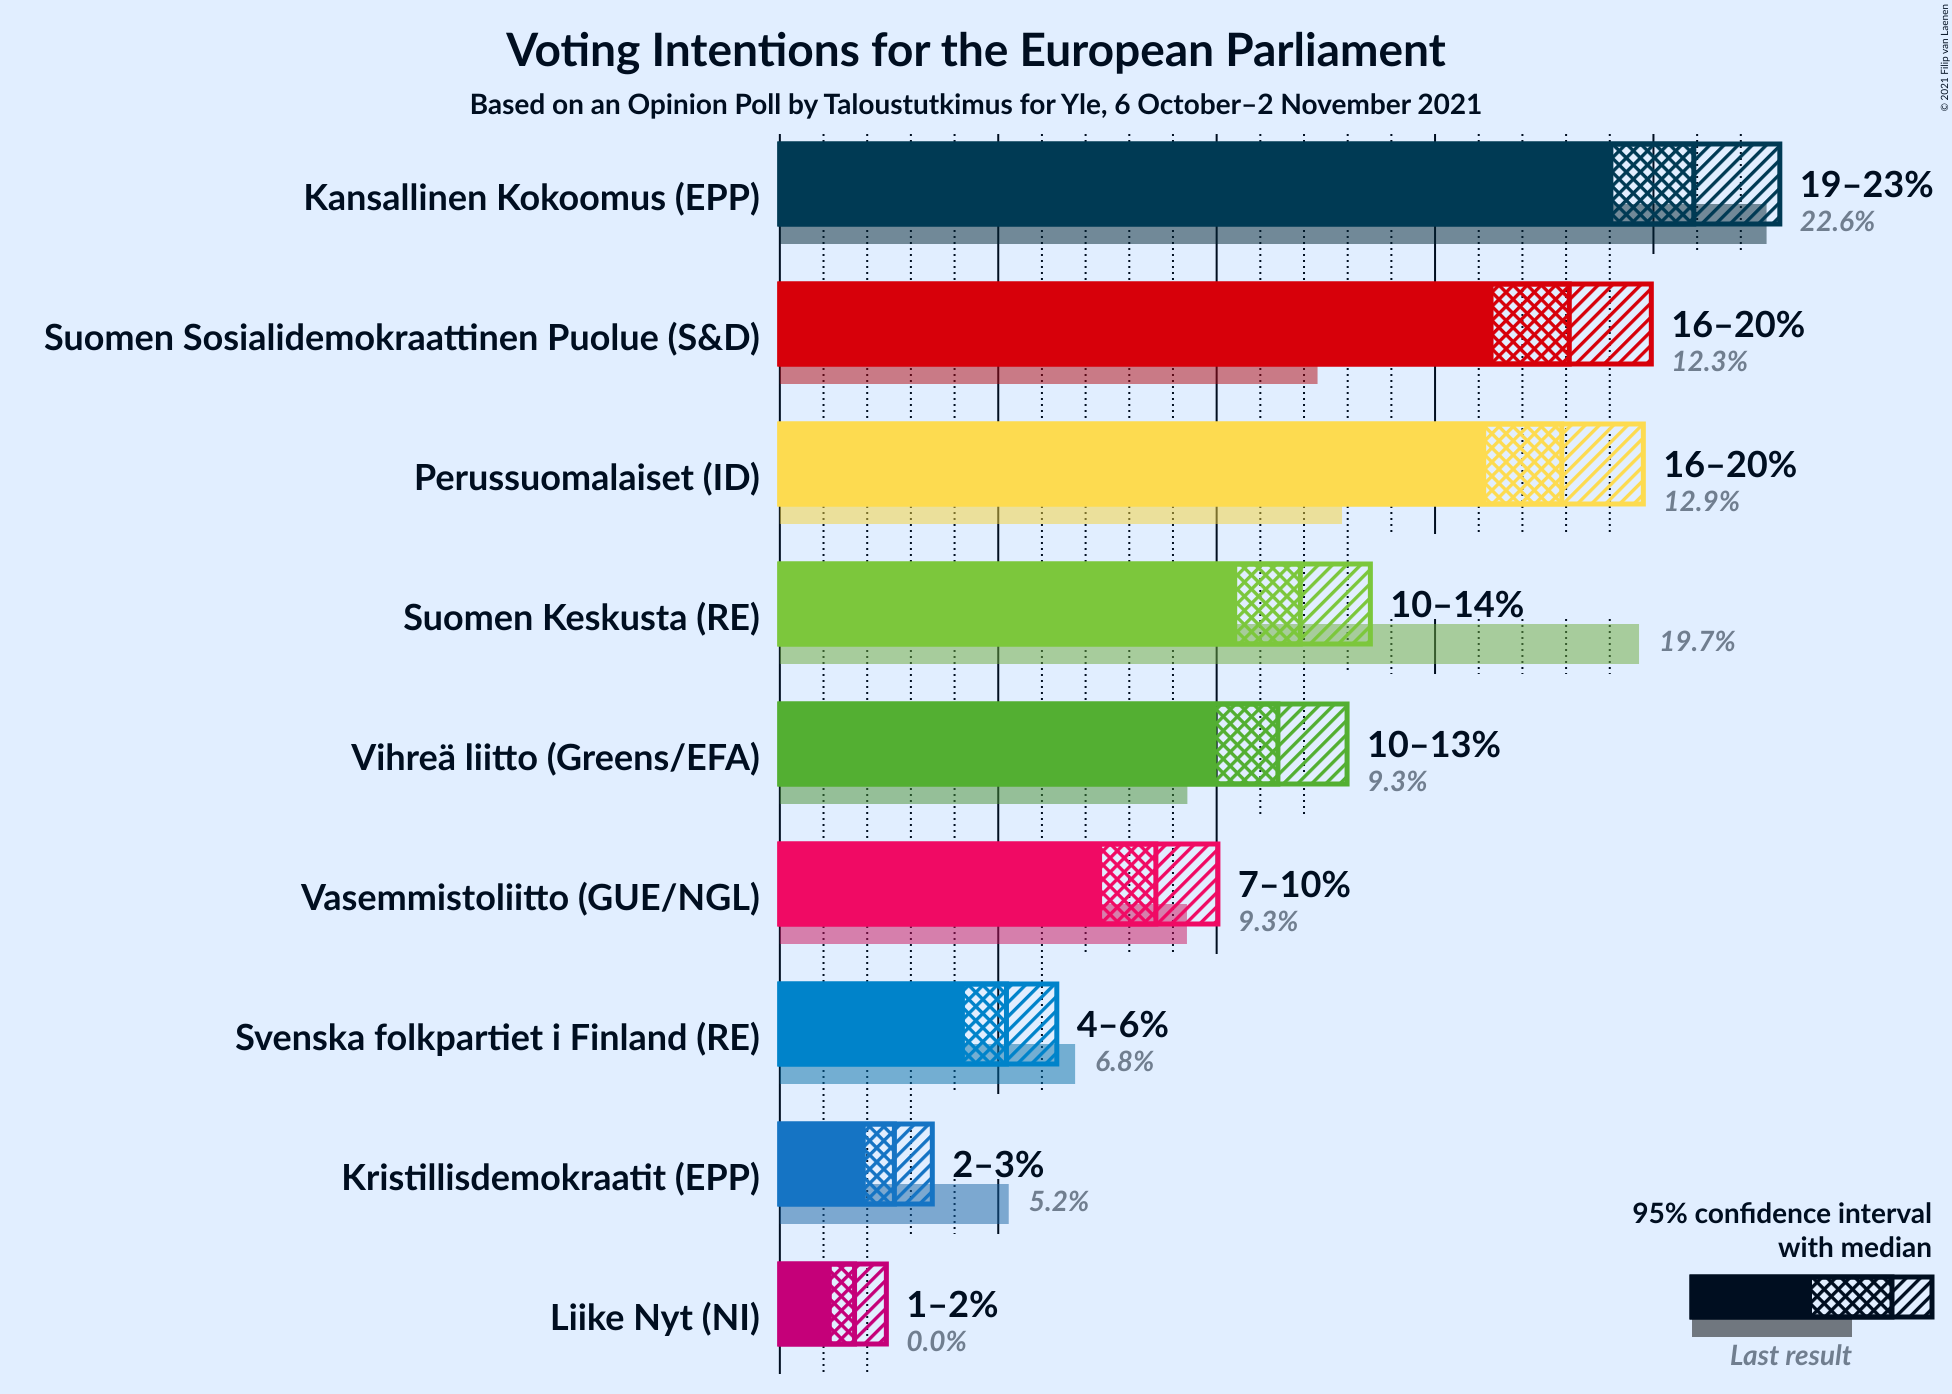 Voting Intentions for the European Parliament
Based on an Opinion Poll by Taloustutkimus for Yle, 6 October–2 November 2021
© 2021 Filip van Laenen
Kansallinen Kokoomus (EPP)
19–23%
22.6%
Suomen Sosialidemokraattinen Puolue (S&D)
16–20%
12.3%
Perussuomalaiset (ID)
16–20%
12.9%
Suomen Keskusta (RE)
10–14%
19.7%
Vihreä liitto (Greens/EFA)
10–13%
9.3%
Vasemmistoliitto (GUE/NGL)
7–10%
9.3%
Svenska folkpartiet i Finland (RE)
4–6%
6.8%
Kristillisdemokraatit (EPP)
2–3%
5.2%
Liike Nyt (NI)
1–2%
0.0%
95% confidence interval
with median
Last result